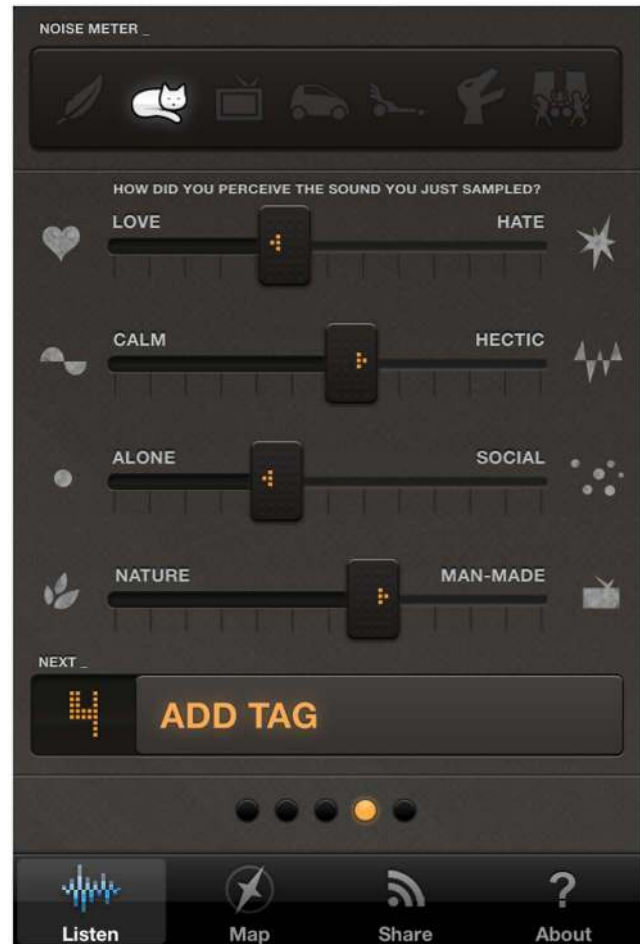 NOISE METER _
HOW DID YOU PERCEIVE THE SOUND YOU JUST SAMPLED?
LOVE HATE
CALM HECTIC
ALONE SOCIAL
NATURE MAN-MADE
NEXT _
4 ADD TAG
Listen Map Share About